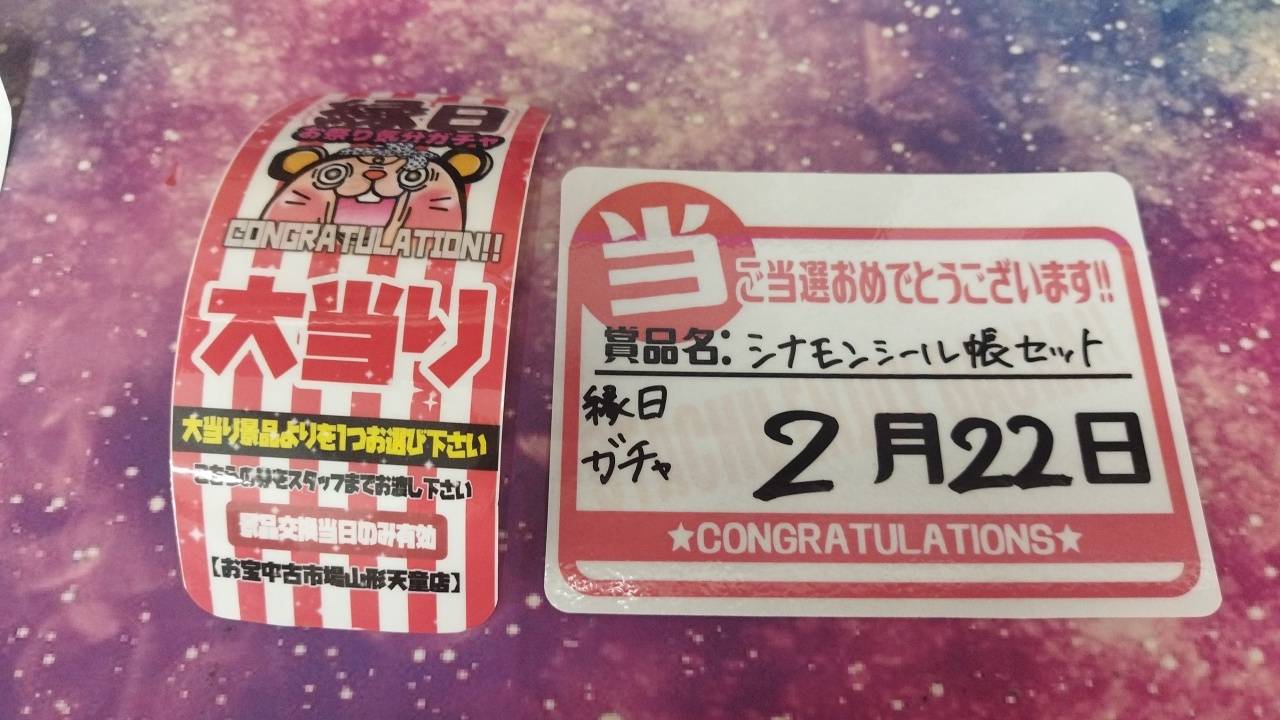 縁日
お祭り気分ガチャ
CONGRATULATION!!
大当り
大当り景品よりを1つお選び下さい
こちらの分をスタッフまでお渡し下さい
景品交換当日のみ有効
【お宝中古市場山形天童店】
当
ご当選おめでとうございます!!
賞品名:シナモンシール帳セット
縁日
ガチャ
2月22日
★CONGRATULATIONS★